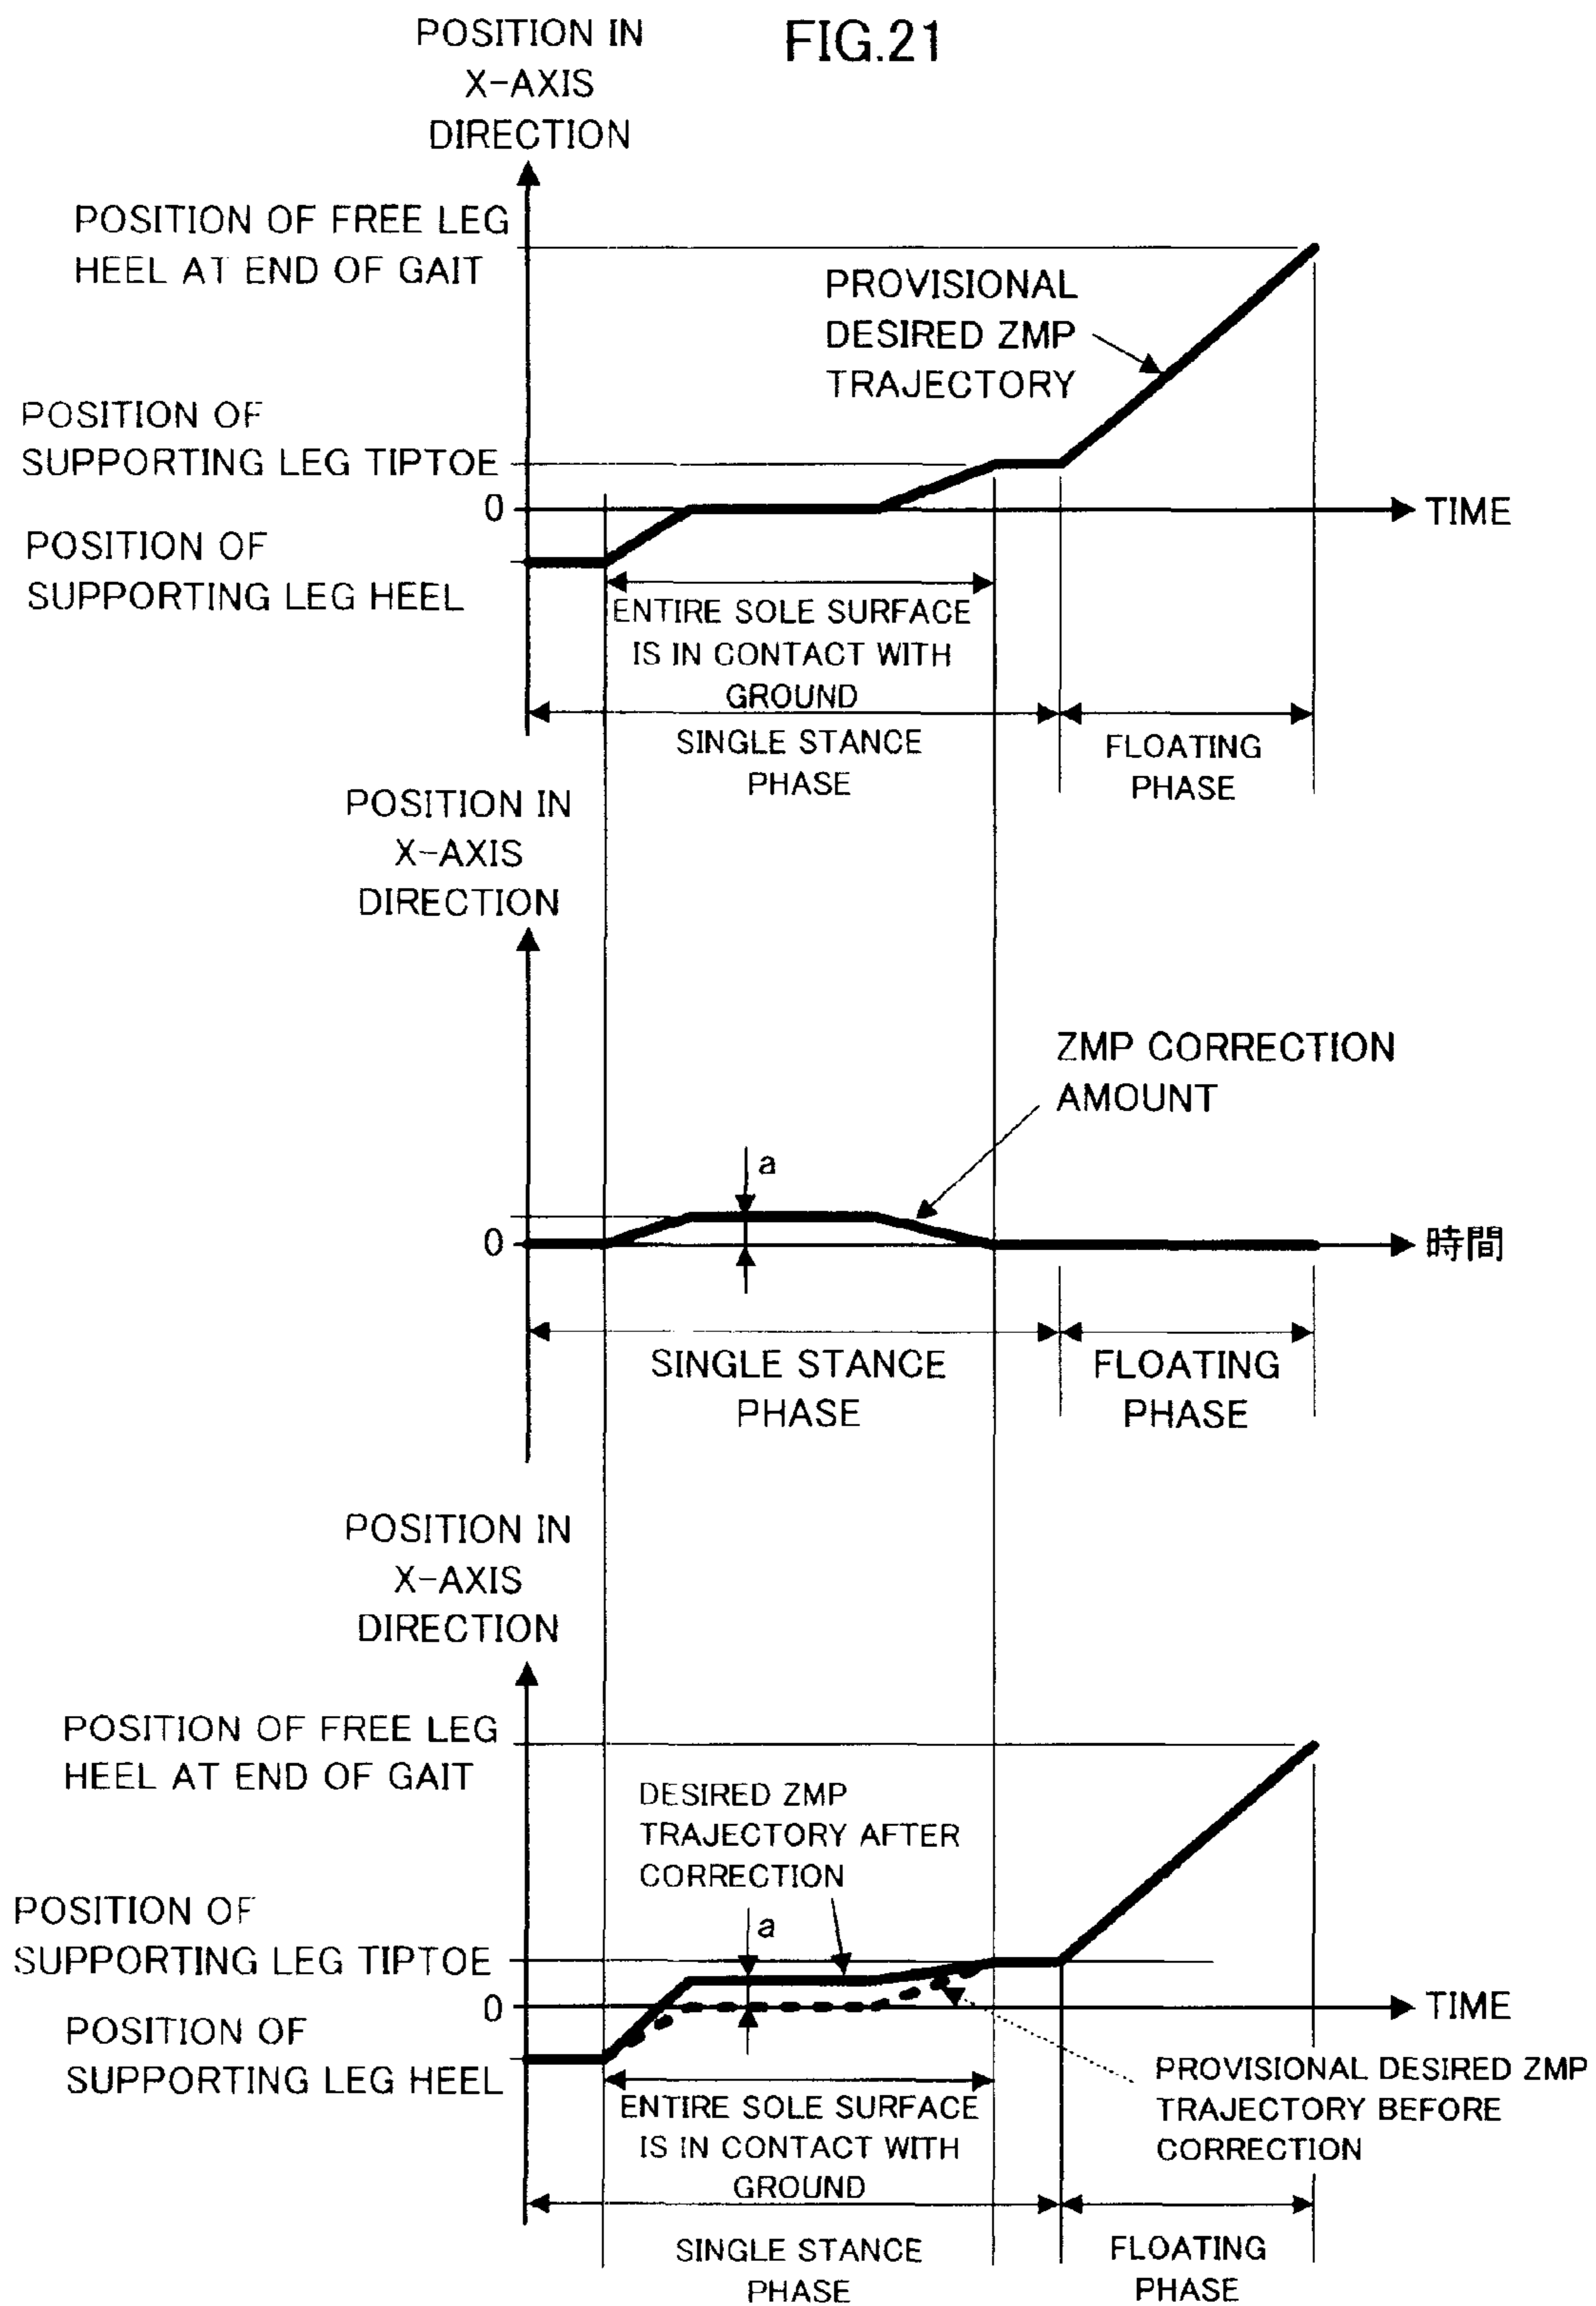 FIG.21
POSITION IN
X-AXIS
DIRECTION
POSITION OF FREE LEG
HEEL AT END OF GAIT
PROVISIONAL
DESIRED ZMP
TRAJECTORY
POSITION OF
SUPPORTING LEG TIPTOE
0
TIME
POSITION OF
SUPPORTING LEG HEEL
ENTIRE SOLE SURFACE
IS IN CONTACT WITH
GROUND
SINGLE STANCE
PHASE
FLOATING
PHASE
POSITION IN
X-AXIS
DIRECTION
ZMP CORRECTION
AMOUNT
a
0
時間
SINGLE STANCE
PHASE
FLOATING
PHASE
POSITION IN
X-AXIS
DIRECTION
POSITION OF FREE LEG
HEEL AT END OF GAIT
DESIRED ZMP
TRAJECTORY AFTER
CORRECTION
a
POSITION OF
SUPPORTING LEG TIPTOE
0
TIME
POSITION OF
SUPPORTING LEG HEEL
PROVISIONAL DESIRED ZMP
TRAJECTORY BEFORE
CORRECTION
ENTIRE SOLE SURFACE
IS IN CONTACT WITH
GROUND
SINGLE STANCE
PHASE
FLOATING
PHASE